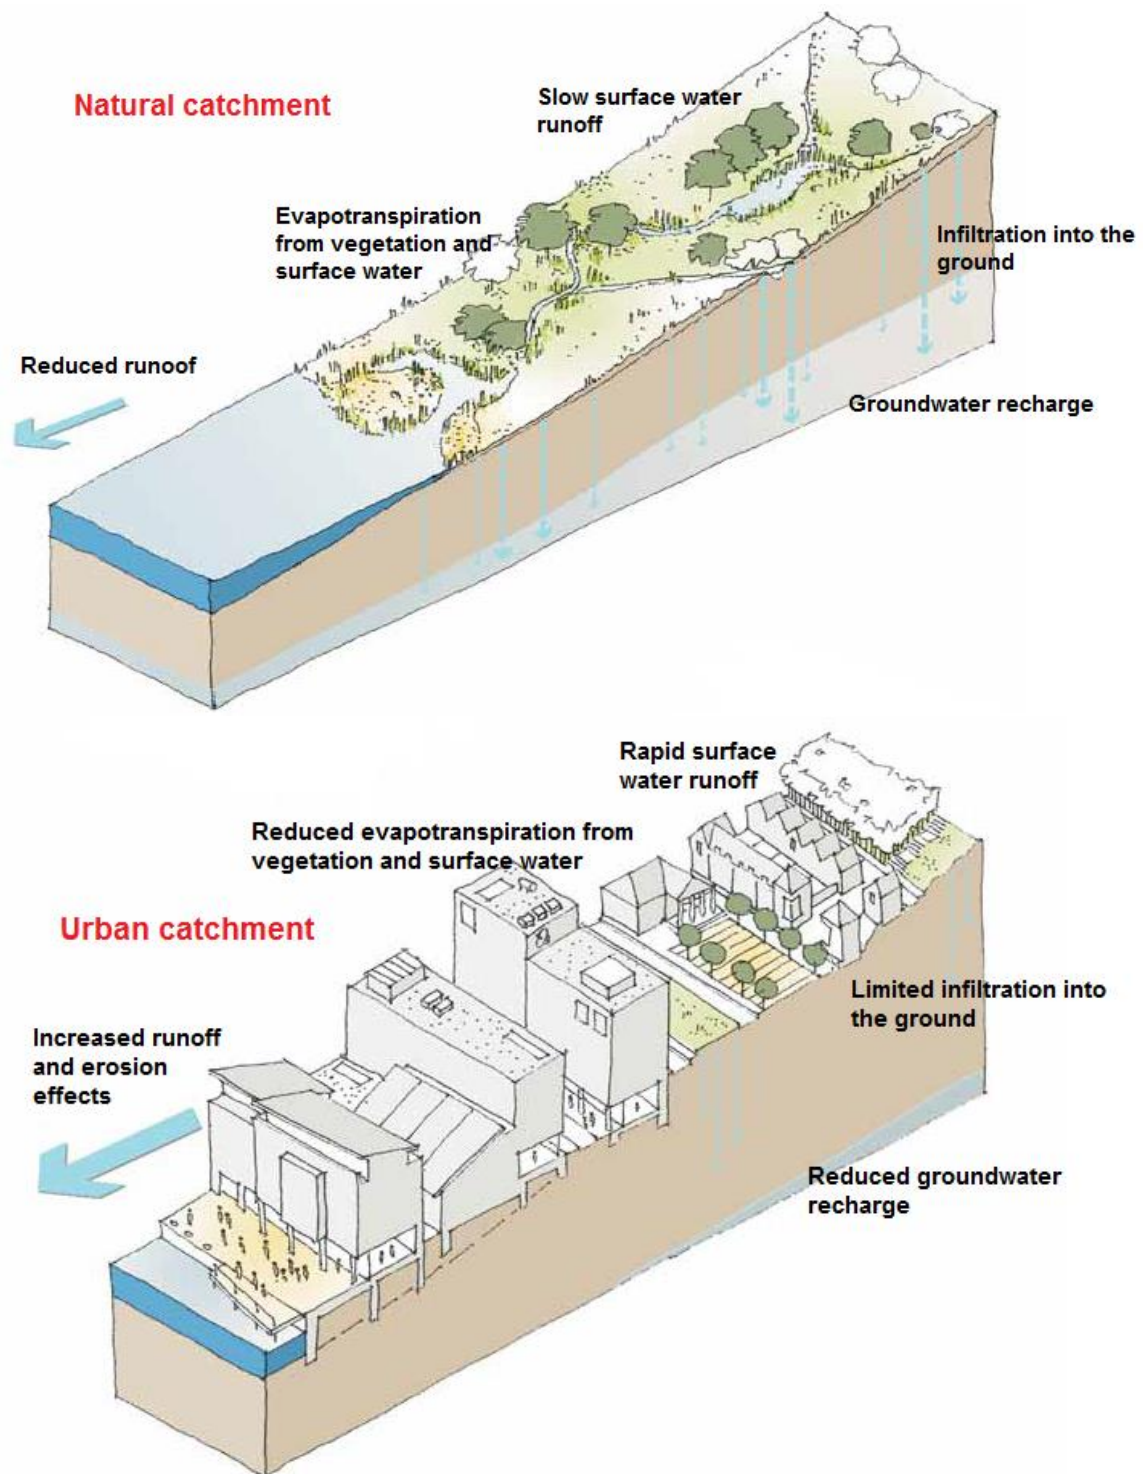 Natural catchment
Slow surface water
runoff
Evapotranspiration
from vegetation and
surface water
Infiltration into the
ground
Reduced runoof
Groundwater recharge
Rapid surface
water runoff
Reduced evapotranspiration from
vegetation and surface water
Urban catchment
Limited infiltration into
the ground
Increased runoff
and erosion
effects
Reduced groundwater
recharge